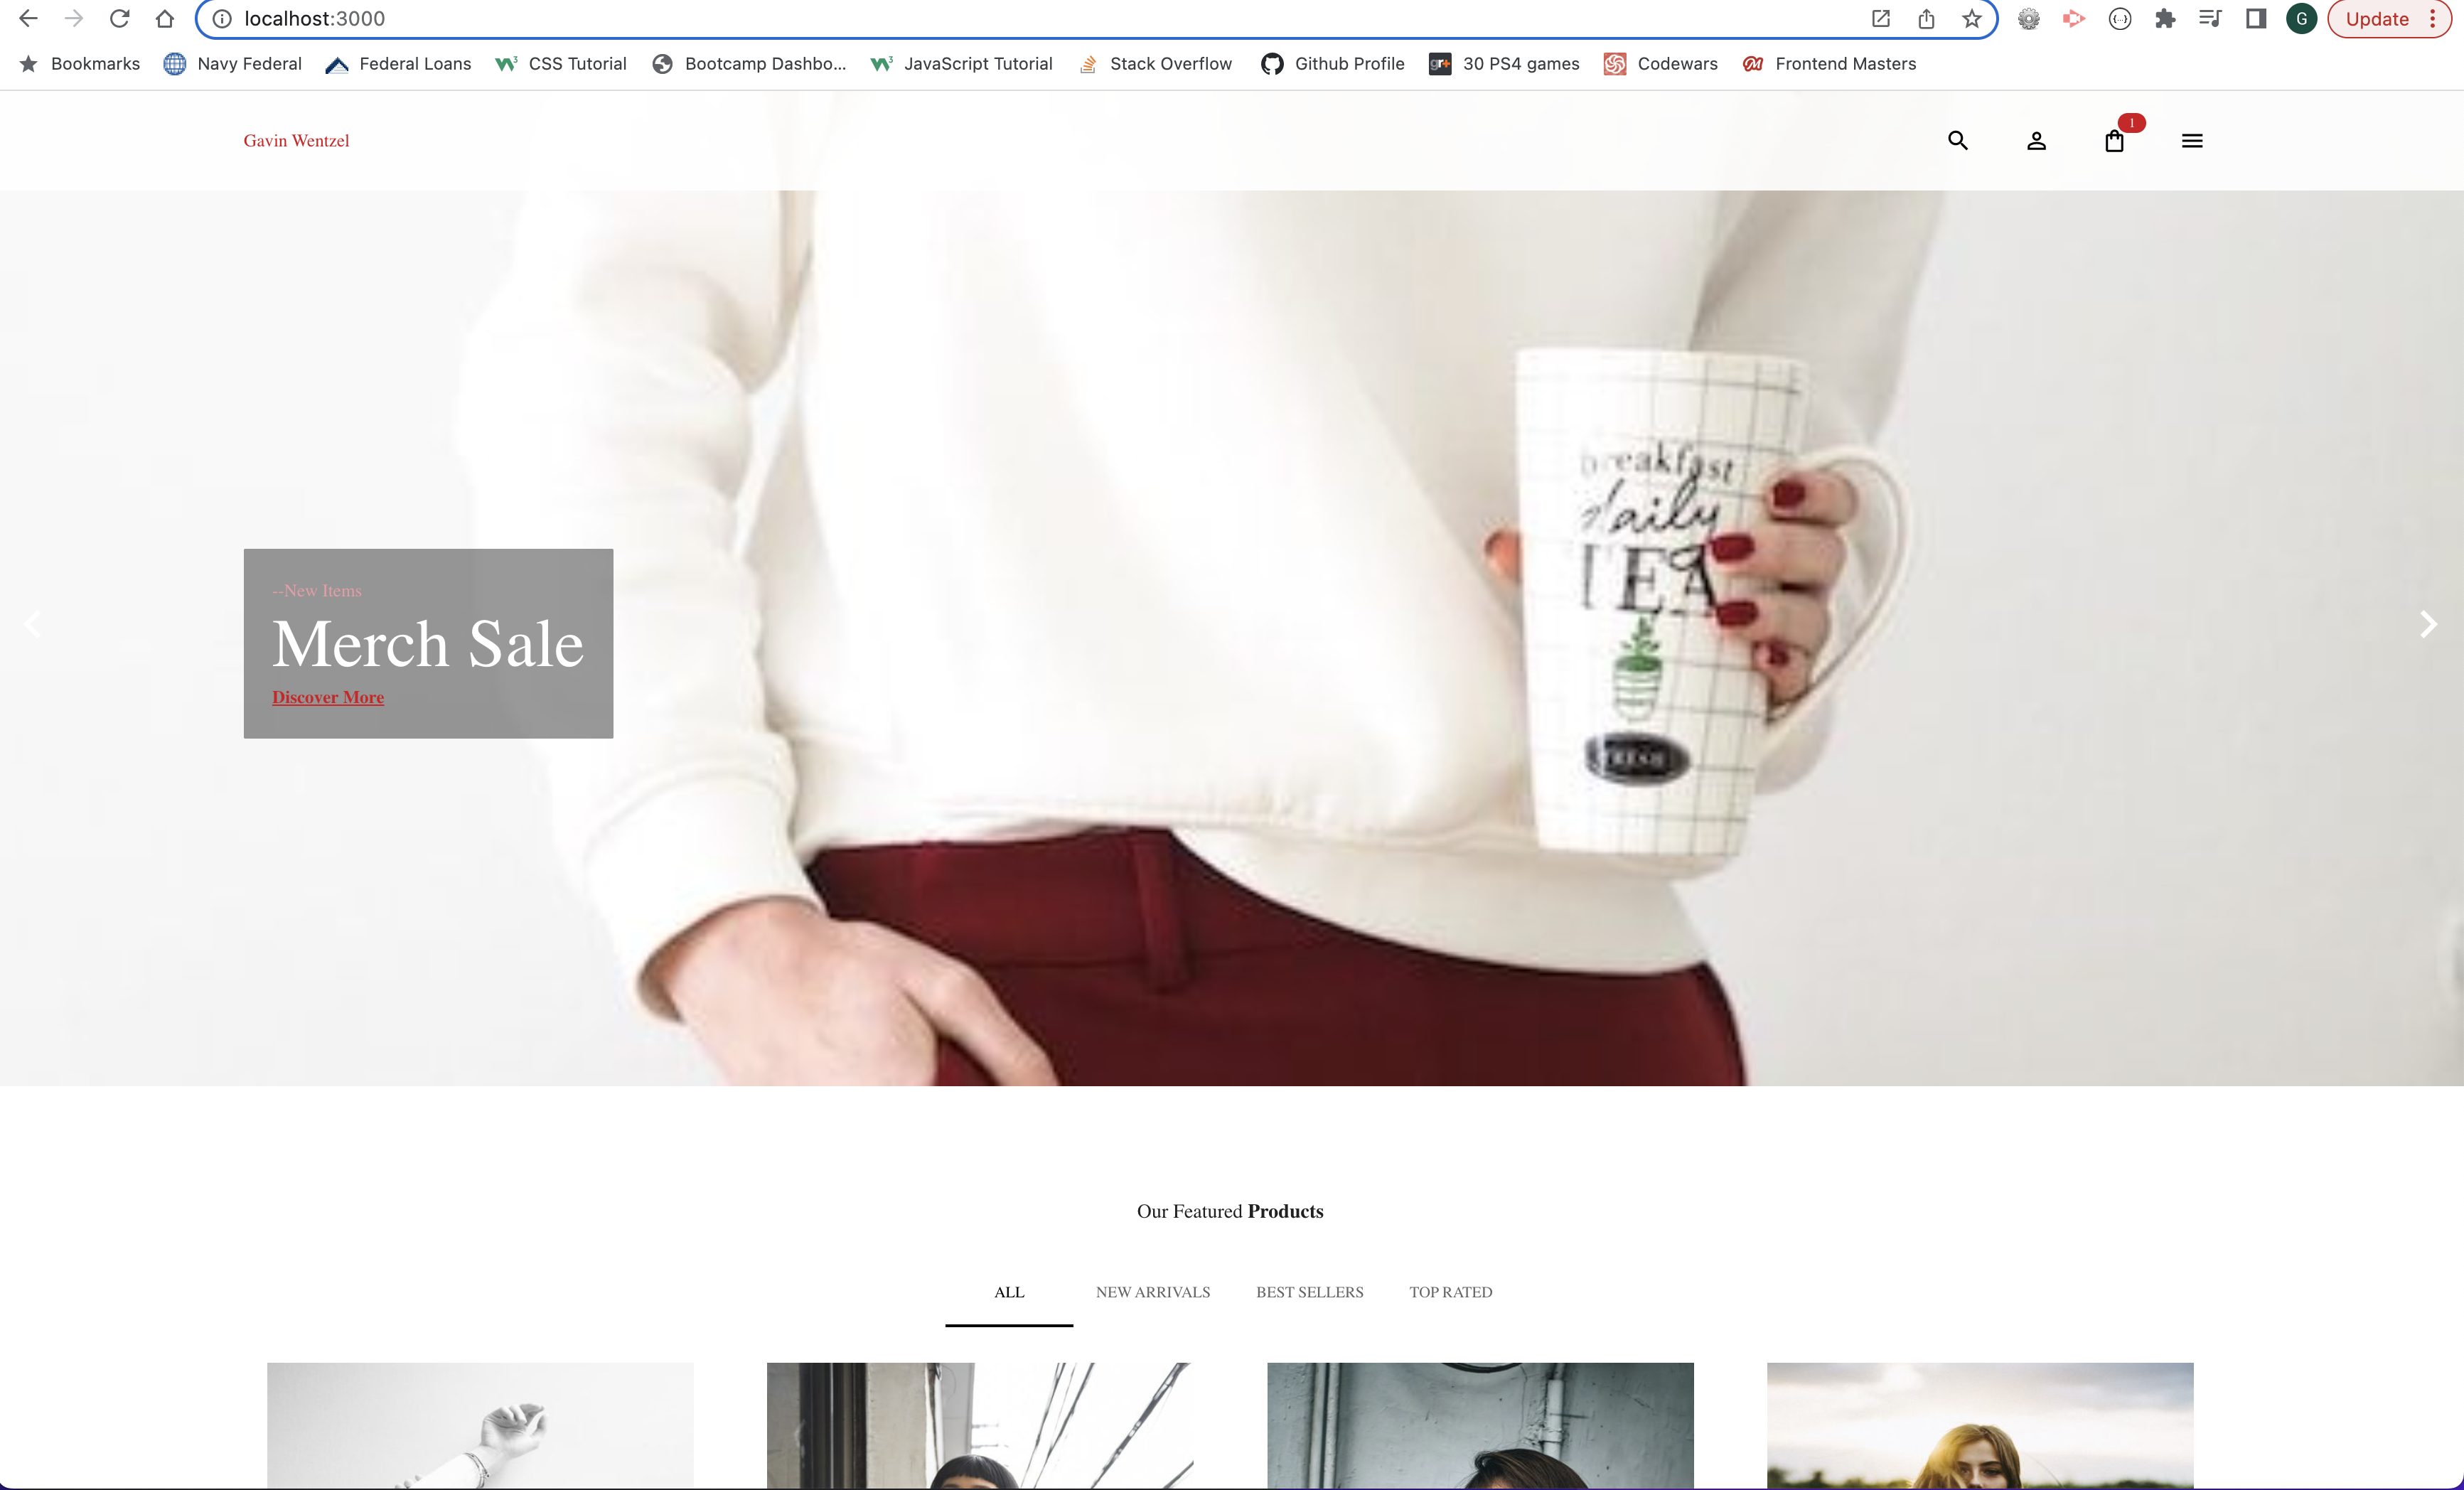 localhost:3000
G
Update
Bookmarks
Navy Federal
Federal Loans
CSS Tutorial
Bootcamp Dashbo...
JavaScript Tutorial
Stack Overflow
gr+
30 PS4 games
Codewars
Frontend Masters
Github Profile
Gavin Wentzel
1
breakfast
daily
TEA
FRESH
--New Items
Merch Sale
Discover More
Our Featured Products
ALL
NEW ARRIVALS
BEST SELLERS
TOP RATED